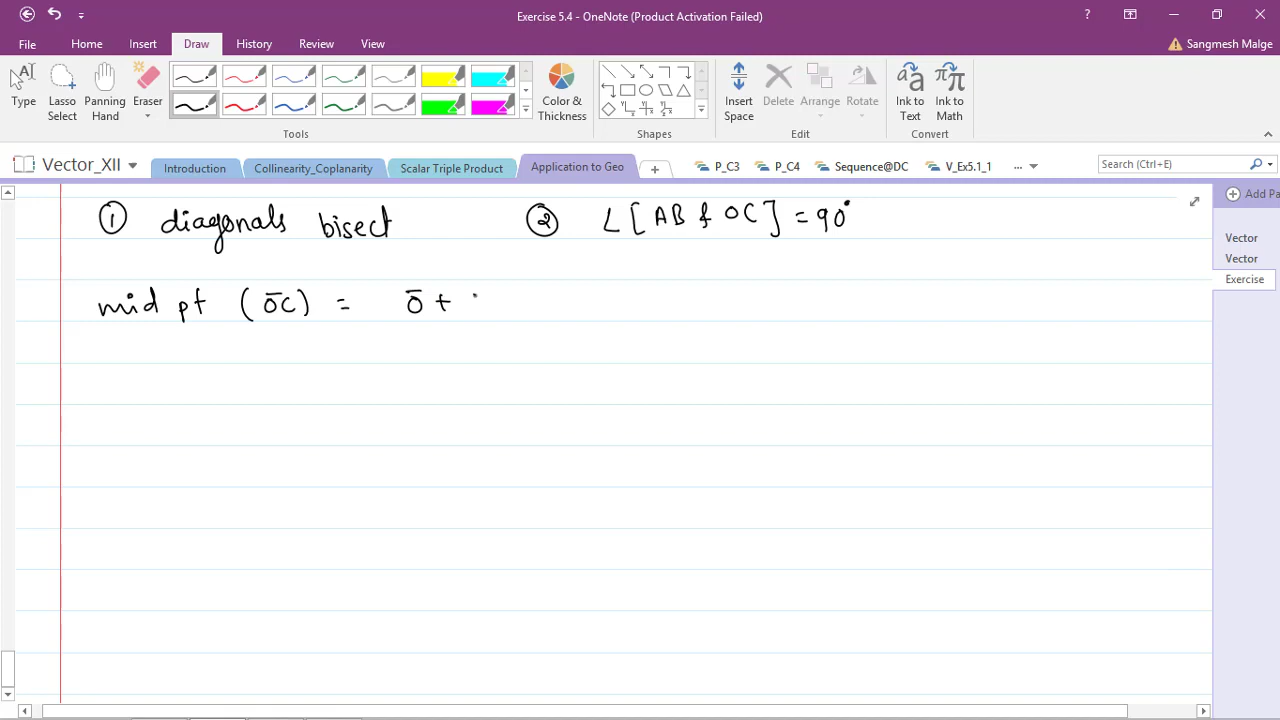 Exercise 5.4 - OneNote (Product Activation Failed)
File Home Insert Draw History Review View
Sangmesh Malge
Type
Lasso Select
Panning Hand
Eraser
Color & Thickness
Insert Space
Delete
Arrange
Rotate
Ink to Text
Ink to Math
Tools
Shapes
Edit
Convert
Vector_XII
Introduction
Collinearity_Coplanarity
Scalar Triple Product
Application to Geo
P_C3
P_C4
Sequence@DC
V_Ex5.1_1
...
Search (Ctrl+E)
Add Pa
Vector
Vector
Exercise
① diagonals bisect ② ∠[AB & OC] = 90°
mid pt (ŌC) = Ō +